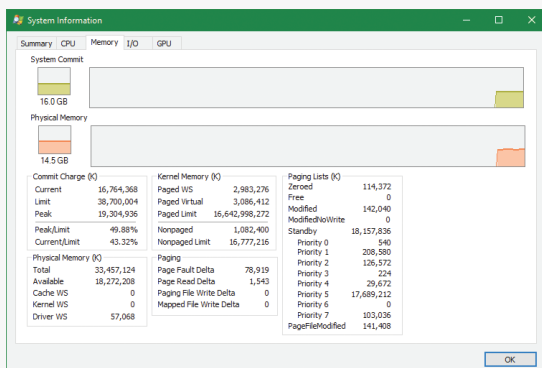 System Information
Summary CPU Memory I/O GPU
System Commit
16.0 GB
Physical Memory
14.5 GB
Commit Charge (K)
Current 16,764,368
Limit 38,700,004
Peak 19,304,936
Peak/Limit 49.88%
Current/Limit 43.32%
Physical Memory (K)
Total 33,457,124
Available 18,272,208
Cache WS 0
Kernel WS 0
Driver WS 57,068
Kernel Memory (K)
Paged WS 2,983,276
Paged Virtual 3,086,412
Paged Limit 16,642,998,272
Nonpaged 1,082,400
Nonpaged Limit 16,777,216
Paging
Page Fault Delta 78,919
Page Read Delta 1,543
Paging File Write Delta 0
Mapped File Write Delta 0
Paging Lists (K)
Zeroed 114,372
Free 0
Modified 142,040
ModifiedNoWrite 0
Standby 18,157,836
Priority 0 540
Priority 1 208,580
Priority 2 126,572
Priority 3 224
Priority 4 29,672
Priority 5 17,689,212
Priority 6 0
Priority 7 103,036
PageFileModified 141,408
OK